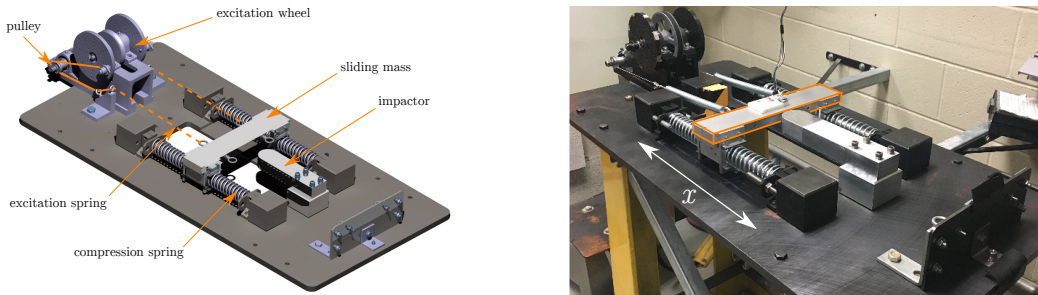 excitation wheel
pulley
sliding mass
impactor
excitation spring
compression spring
x